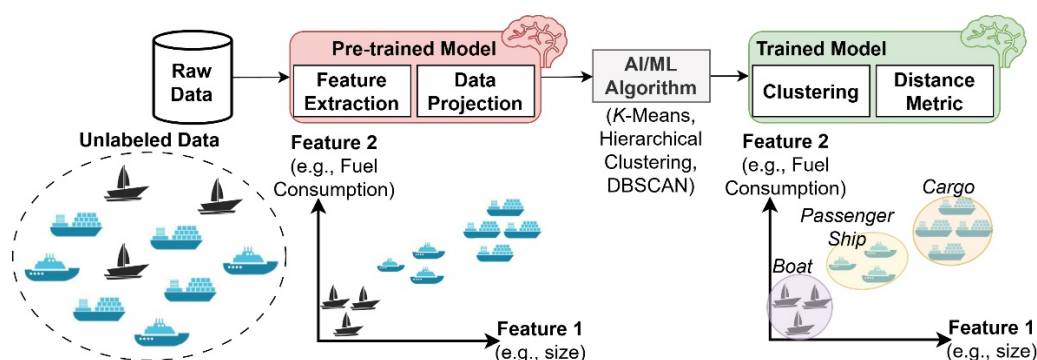 Raw
Data
Pre-trained Model
Feature
Extraction
Data
Projection
AI/ML
Algorithm
(K-Means,
Hierarchical
Clustering,
DBSCAN)
Trained Model
Clustering
Distance
Metric
Unlabeled Data
Feature 2
(e.g., Fuel
Consumption)
Feature 1
(e.g., size)
Feature 2
(e.g., Fuel
Consumption)
Cargo
Passenger
Ship
Boat
Feature 1
(e.g., size)